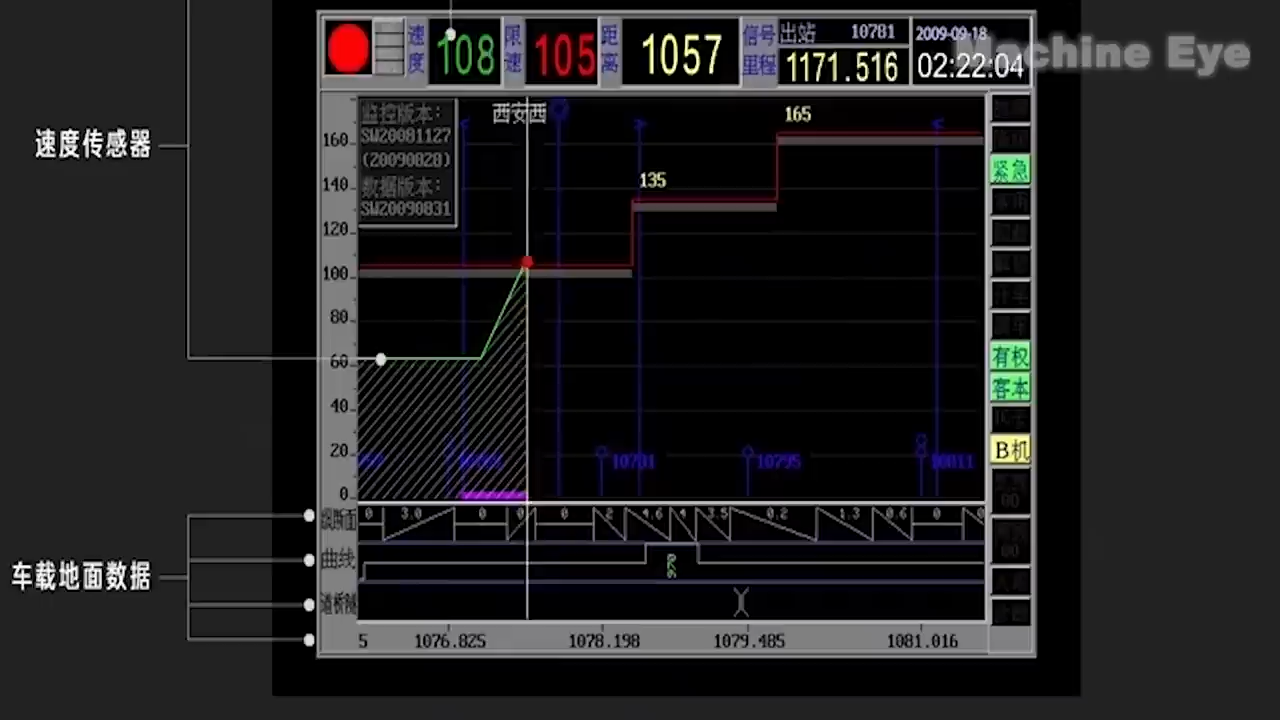 速度 108 限速 105 距离 1057 信号 出站 10781 2009-09-18
里程 1171.516 02:22:04
Machine Eye
监控版本:
SW20081127
(20090828)
数据版本:
SW20090831
西安西
165
135
160
140
120
100
80
60
40
20
0
速度传感器
车载地面数据
紧急
有权
客本
B机
10795
10811
纵断面 0 3.0 0 0 0 2 4.6 4 3.5 0.2 1.3 0.6 0 0
曲线
道桥隧
5 1076.825 1078.198 1079.485 1081.016